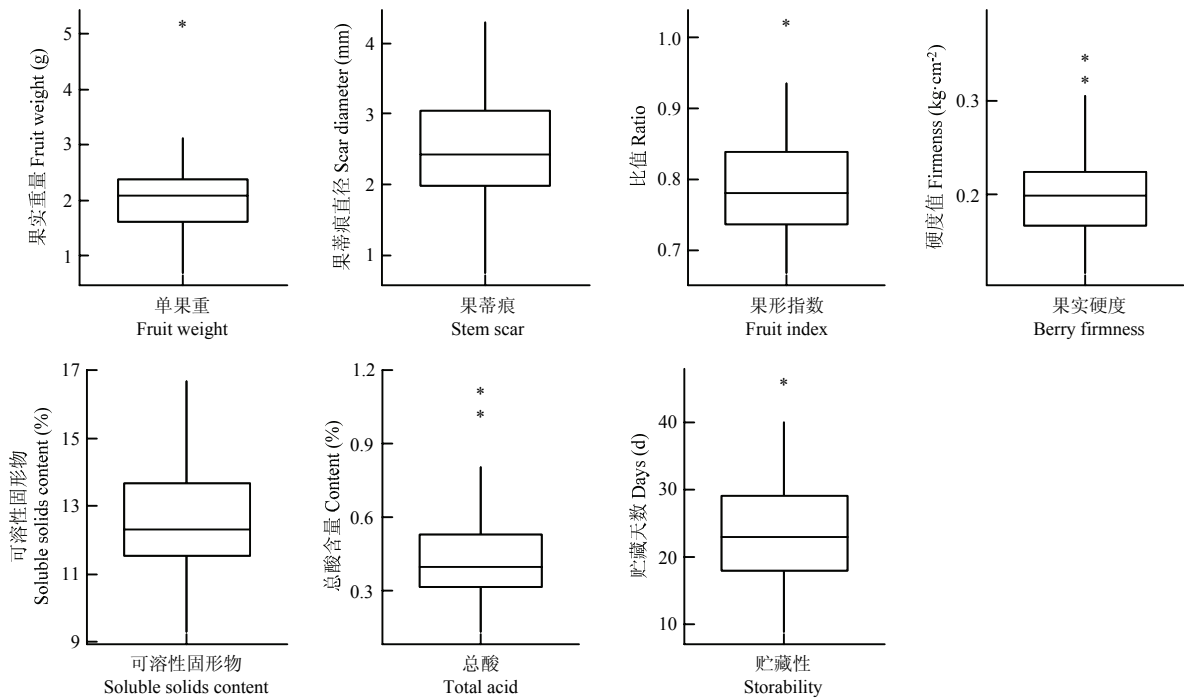 果实重量 Fruit weight (g)
5
4
3
2
1
*
单果重
Fruit weight
果蒂痕直径 Scar diameter (mm)
4
3
2
1
果蒂痕
Stem scar
比值 Ratio
1.0
0.9
0.8
0.7
*
果形指数
Fruit index
硬度值 Firmenss (kg·cm-2)
0.3
0.2
*
*
果实硬度
Berry firmness
可溶性固形物
Soluble solids content (%)
17
15
13
11
9
可溶性固形物
Soluble solids content
总酸含量 Content (%)
1.2
0.9
0.6
0.3
*
*
总酸
Total acid
贮藏天数 Days (d)
40
30
20
10
*
贮藏性
Storability